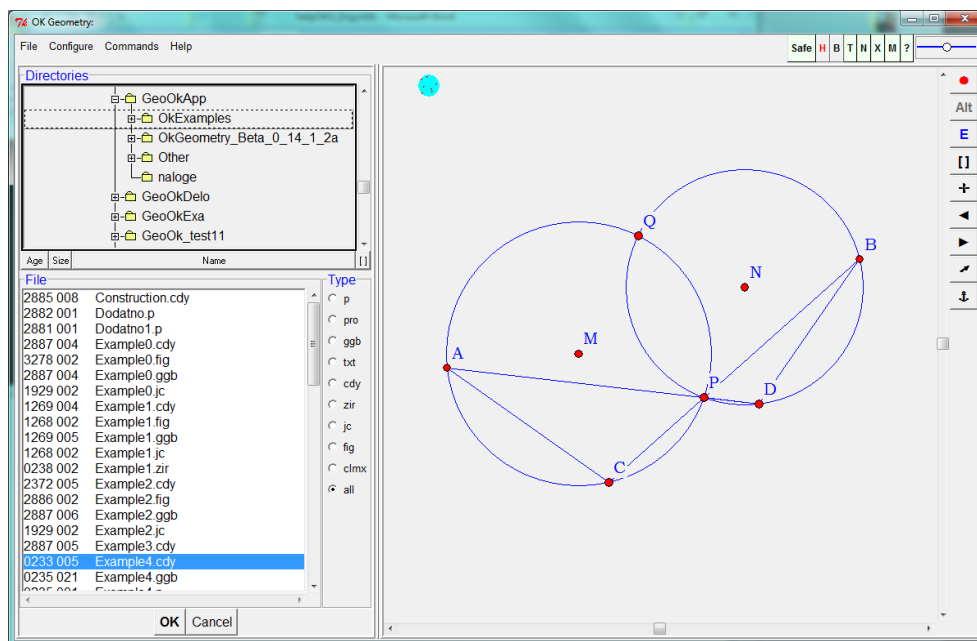 OK Geometry:
File Configure Commands Help
Safe H B T N X M ?
Directories
GeoOkApp
OkExamples
OkGeometry_Beta_0_14_1_2a
Other
naloge
GeoOkDelo
GeoOkExa
GeoOk_test11
Age Size Name []
File
2885 008 Construction.cdy
2882 001 Dodatno.p
2881 001 Dodatno1.p
2887 004 Example0.cdy
3278 002 Example0.fig
2887 004 Example0.ggb
1929 002 Example0.jc
1269 004 Example1.cdy
1268 002 Example1.fig
1269 005 Example1.ggb
1268 002 Example1.jc
0238 002 Example1.zir
2372 005 Example2.cdy
2886 002 Example2.fig
2887 006 Example2.ggb
1929 002 Example2.jc
2887 005 Example3.cdy
0233 005 Example4.cdy
0235 021 Example4.ggb
Type
p
pro
ggb
txt
cdy
zir
jc
fig
clmx
all
OK Cancel
Q
B
N
M
A
P
D
C
Alt
E
[]